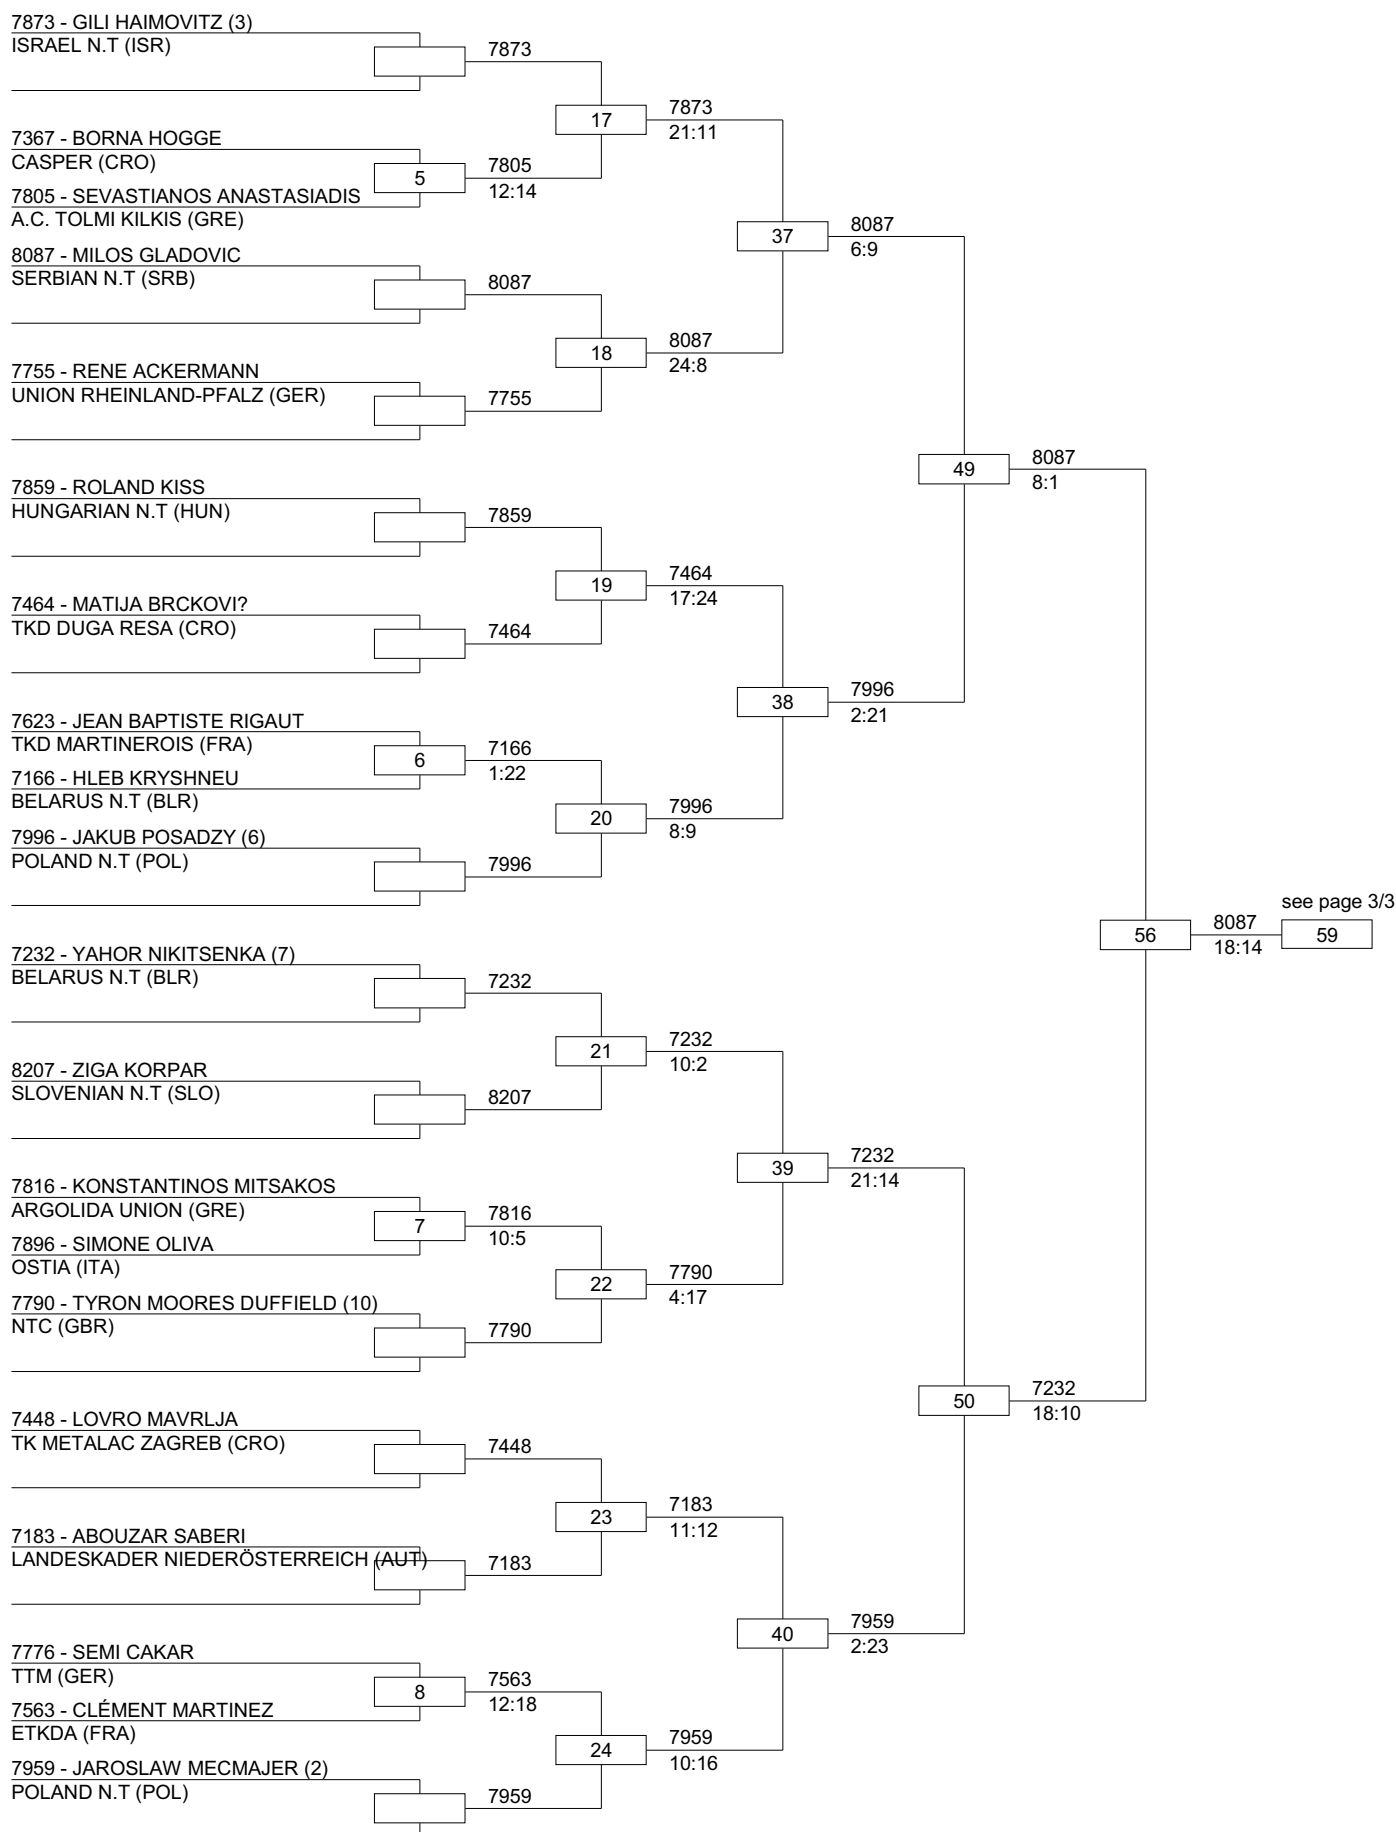 7873 - GILI HAIMOVITZ (3)
ISRAEL N.T (ISR)
7873
17
7873
21:11
7367 - BORNA HOGGE
CASPER (CRO)
5
7805
12:14
7805 - SEVASTIANOS ANASTASIADIS
A.C. TOLMI KILKIS (GRE)
37
8087
6:9
8087 - MILOS GLADOVIC
SERBIAN N.T (SRB)
8087
18
8087
24:8
7755 - RENE ACKERMANN
UNION RHEINLAND-PFALZ (GER)
7755
49
8087
8:1
7859 - ROLAND KISS
HUNGARIAN N.T (HUN)
7859
19
7464
17:24
7464 - MATIJA BRCKOVI?
TKD DUGA RESA (CRO)
7464
38
7996
2:21
7623 - JEAN BAPTISTE RIGAUT
TKD MARTINEROIS (FRA)
6
7166
1:22
7166 - HLEB KRYSHNEU
BELARUS N.T (BLR)
20
7996
8:9
7996 - JAKUB POSADZY (6)
POLAND N.T (POL)
7996
see page 3/3
56
8087
18:14
59
7232 - YAHOR NIKITSENKA (7)
BELARUS N.T (BLR)
7232
21
7232
10:2
8207 - ZIGA KORPAR
SLOVENIAN N.T (SLO)
8207
39
7232
21:14
7816 - KONSTANTINOS MITSAKOS
ARGOLIDA UNION (GRE)
7
7816
10:5
7896 - SIMONE OLIVA
OSTIA (ITA)
22
7790
4:17
7790 - TYRON MOORES DUFFIELD (10)
NTC (GBR)
7790
50
7232
18:10
7448 - LOVRO MAVRLJA
TK METALAC ZAGREB (CRO)
7448
23
7183
11:12
7183 - ABOUZAR SABERI
LANDESKADER NIEDERÖSTERREICH (AUT)
7183
40
7959
2:23
7776 - SEMI CAKAR
TTM (GER)
8
7563
12:18
7563 - CLÉMENT MARTINEZ
ETKDA (FRA)
24
7959
10:16
7959 - JAROSLAW MECMAJER (2)
POLAND N.T (POL)
7959